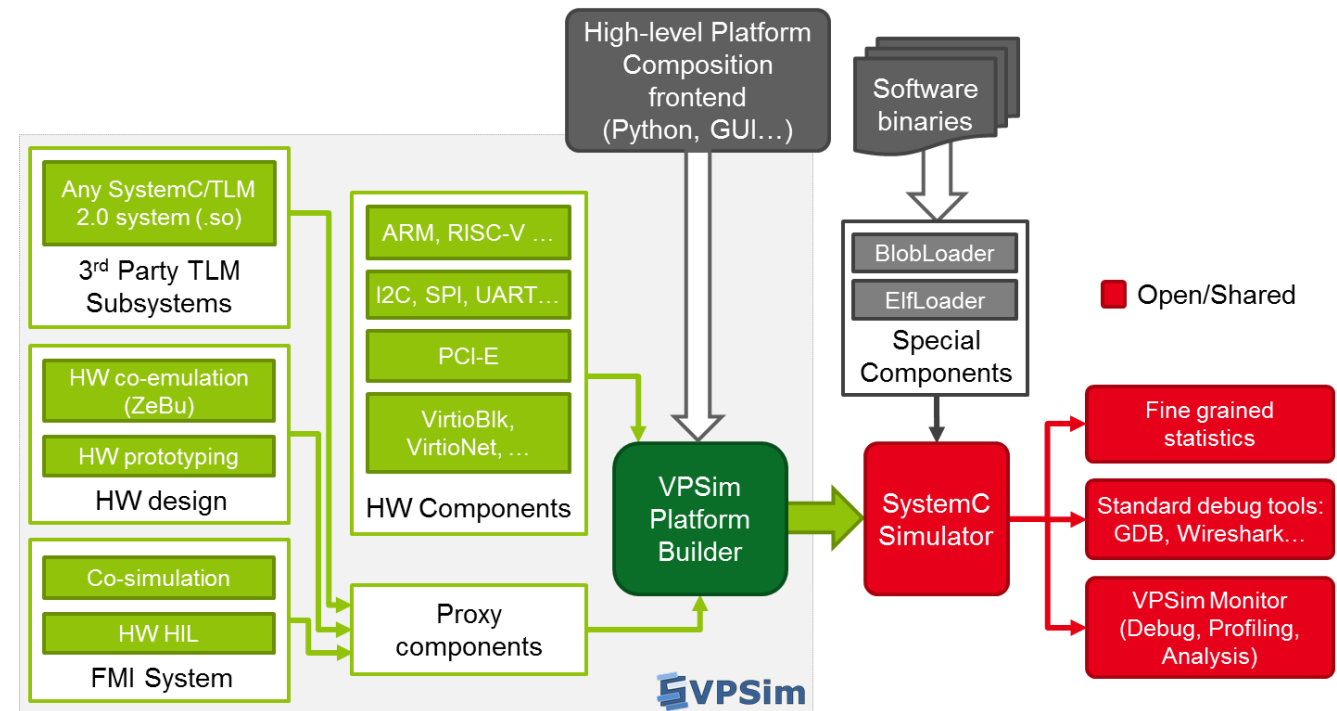 High-level Platform
Composition
frontend
(Python, GUI…)
Software
binaries
Any SystemC/TLM
2.0 system (.so)
3rd Party TLM
Subsystems
HW co-emulation
(ZeBu)
HW prototyping
HW design
Co-simulation
HW HIL
FMI System
ARM, RISC-V …
I2C, SPI, UART…
PCI-E
VirtioBlk,
VirtioNet, …
HW Components
Proxy
components
VPSim
Platform
Builder
VPSim
BlobLoader
ElfLoader
Special
Components
SystemC
Simulator
Open/Shared
Fine grained
statistics
Standard debug tools:
GDB, Wireshark…
VPSim Monitor
(Debug, Profiling,
Analysis)